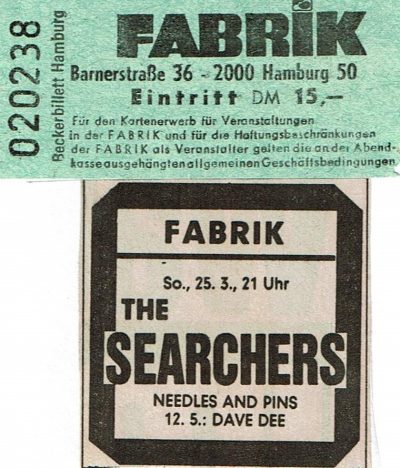 020238
Beckerbillett Hamburg
FABRIK
Barnerstraße 36 - 2000 Hamburg 50
Eintritt DM 15,—
Für den Kartenerwerb für Veranstaltungen
in der FABRIK und für die Haftungsbeschränkungen
der FABRIK als Veranstalter gelten die an der Abend-
kasse ausgehängten allgemeinen Geschäftsbedingungen
FABRIK
So., 25. 3., 21 Uhr
THE
SEARCHERS
NEEDLES AND PINS
12. 5.: DAVE DEE